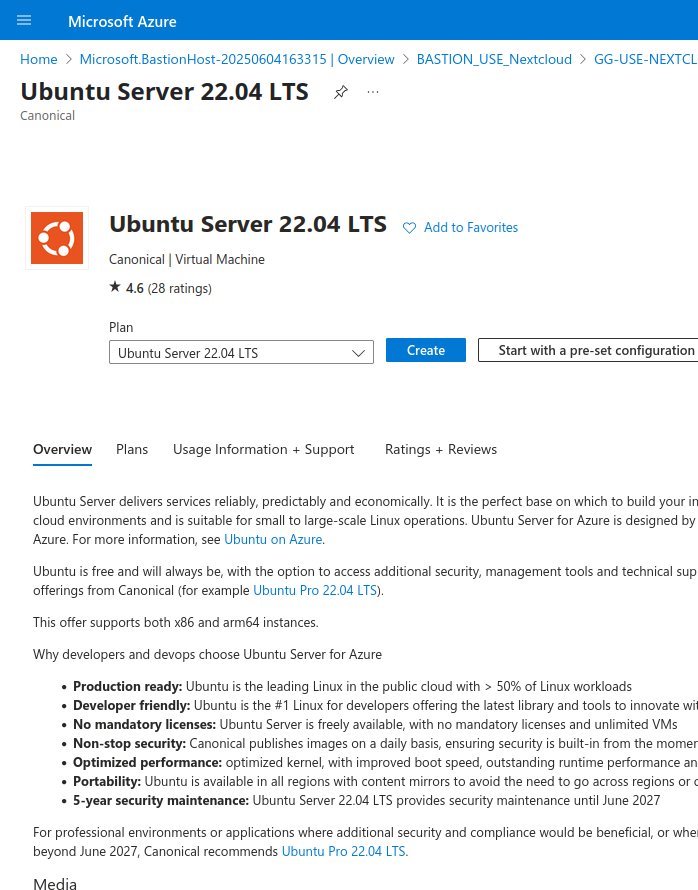 Microsoft Azure
Home > Microsoft.BastionHost-20250604163315 | Overview > BASTION_USE_Nextcloud > GG-USE-NEXTCL
Ubuntu Server 22.04 LTS ...
Canonical
Ubuntu Server 22.04 LTS Add to Favorites
Canonical | Virtual Machine
★ 4.6 (28 ratings)
Plan
Ubuntu Server 22.04 LTS Create Start with a pre-set configuration
Overview Plans Usage Information + Support Ratings + Reviews
Ubuntu Server delivers services reliably, predictably and economically. It is the perfect base on which to build your in
cloud environments and is suitable for small to large-scale Linux operations. Ubuntu Server for Azure is designed by
Azure. For more information, see Ubuntu on Azure.
Ubuntu is free and will always be, with the option to access additional security, management tools and technical sup
offerings from Canonical (for example Ubuntu Pro 22.04 LTS).
This offer supports both x86 and arm64 instances.
Why developers and devops choose Ubuntu Server for Azure
• Production ready: Ubuntu is the leading Linux in the public cloud with > 50% of Linux workloads
• Developer friendly: Ubuntu is the #1 Linux for developers offering the latest library and tools to innovate wit
• No mandatory licenses: Ubuntu Server is freely available, with no mandatory licenses and unlimited VMs
• Non-stop security: Canonical publishes images on a daily basis, ensuring security is built-in from the momen
• Optimized performance: optimized kernel, with improved boot speed, outstanding runtime performance an
• Portability: Ubuntu is available in all regions with content mirrors to avoid the need to go across regions or o
• 5-year security maintenance: Ubuntu Server 22.04 LTS provides security maintenance until June 2027
For professional environments or applications where additional security and compliance would be beneficial, or whe
beyond June 2027, Canonical recommends Ubuntu Pro 22.04 LTS.
Media